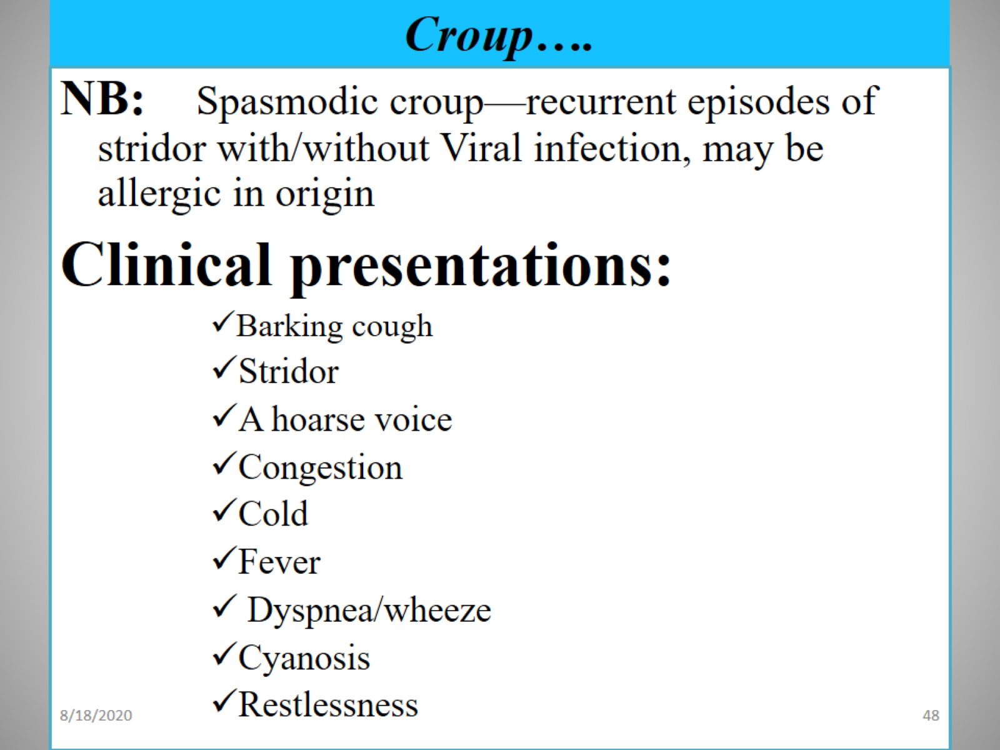 Croup….
NB: Spasmodic croup—recurrent episodes of
stridor with/without Viral infection, may be
allergic in origin
Clinical presentations:
✓Barking cough
✓Stridor
✓A hoarse voice
✓Congestion
✓Cold
✓Fever
✓ Dyspnea/wheeze
✓Cyanosis
✓Restlessness
8/18/2020
48